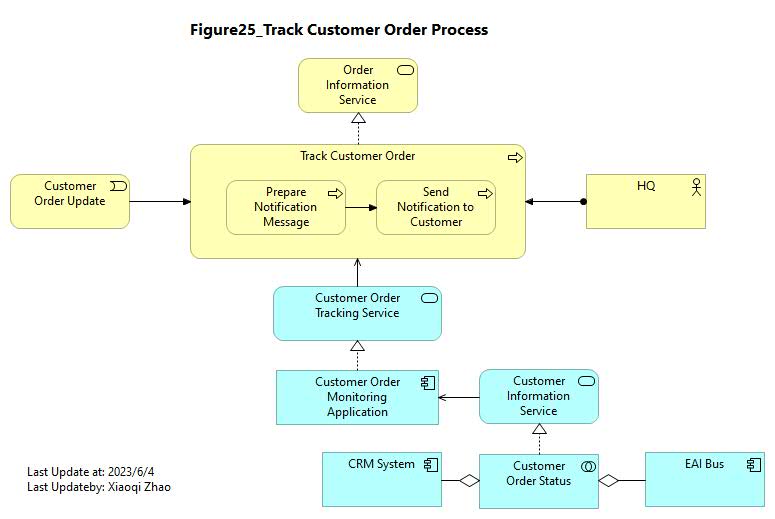 Figure25_Track Customer Order Process
Order
Information
Service
Track Customer Order
Customer
Order Update
Prepare
Notification
Message
Send
Notification to
Customer
HQ
Customer Order
Tracking Service
Customer Order
Monitoring
Application
Customer
Information
Service
CRM System
Customer
Order Status
EAI Bus
Last Update at: 2023/6/4
Last Updateby: Xiaoqi Zhao